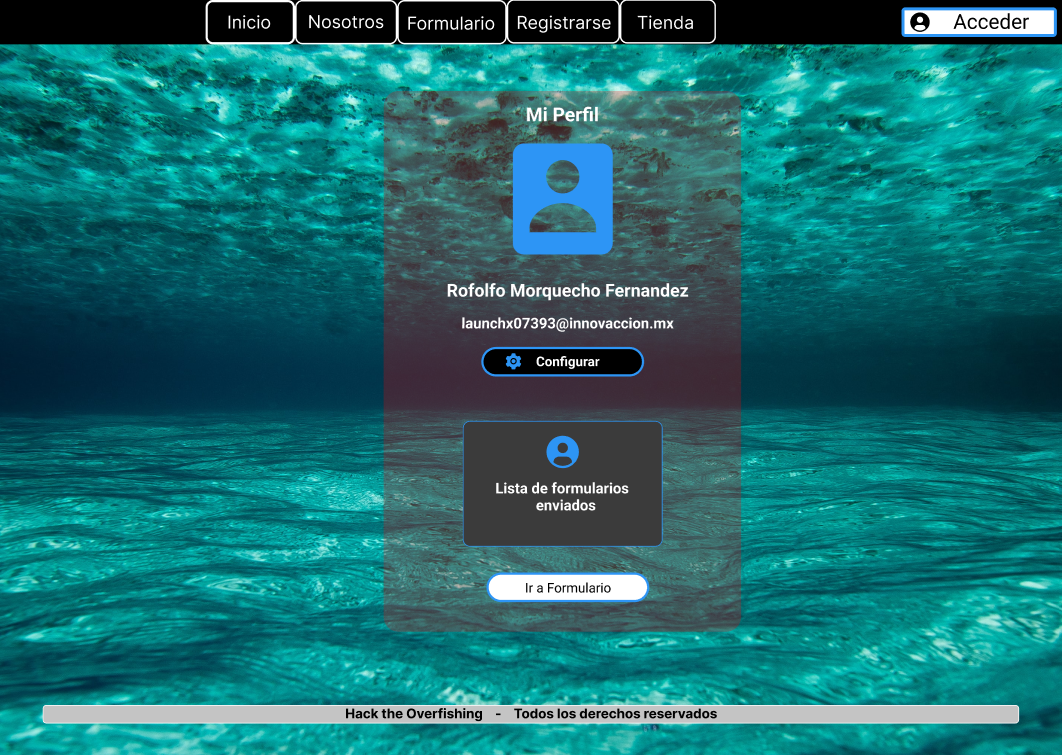 Inicio
Nosotros
Formulario
Registrarse
Tienda
Acceder
Mi Perfil
Rofolfo Morquecho Fernandez
launchx07393@innovaccion.mx
Configurar
Lista de formularios
enviados
Ir a Formulario
Hack the Overfishing - Todos los derechos reservados